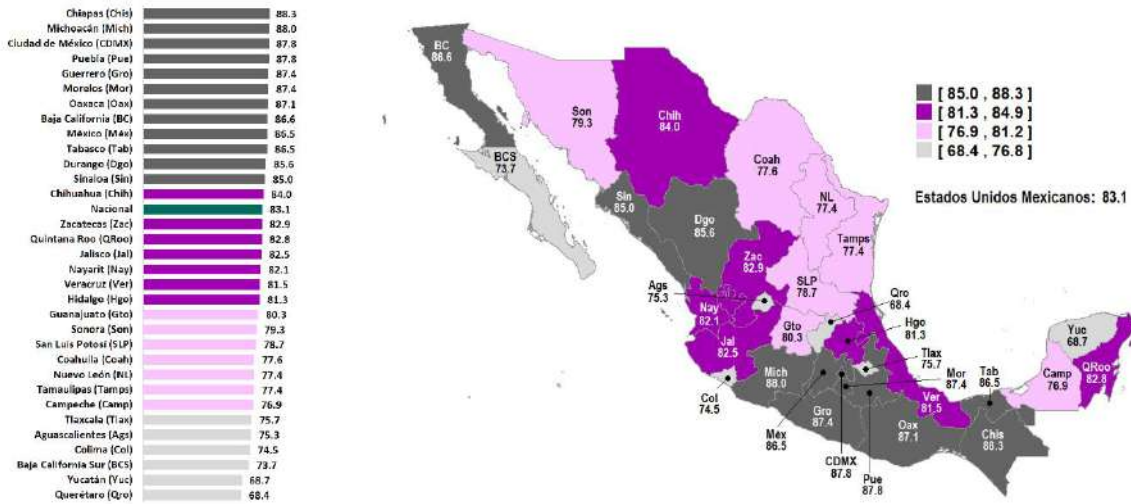 Chiapas (Chis) 88.3
Michoacán (Mich) 88.0
Ciudad de México (CDMX) 87.8
Puebla (Pue) 87.8
Guerrero (Gro) 87.4
Morelos (Mor) 87.4
Oaxaca (Oax) 87.1
Baja California (BC) 86.6
México (Méx) 86.5
Tabasco (Tab) 86.5
Durango (Dgo) 85.6
Sinaloa (Sin) 85.0
Chihuahua (Chih) 84.0
Nacional 83.1
Zacatecas (Zac) 82.9
Quintana Roo (QRoo) 82.8
Jalisco (Jal) 82.5
Nayarit (Nay) 82.1
Veracruz (Ver) 81.5
Hidalgo (Hgo) 81.3
Guanajuato (Gto) 80.3
Sonora (Son) 79.3
San Luis Potosí (SLP) 78.7
Coahuila (Coah) 77.6
Nuevo León (NL) 77.4
Tamaulipas (Tamps) 77.4
Campeche (Camp) 76.9
Tlaxcala (Tlax) 75.7
Aguascalientes (Ags) 75.3
Colima (Col) 74.5
Baja California Sur (BCS) 73.7
Yucatán (Yuc) 68.7
Querétaro (Qro) 68.4
BC
86.6
Son
79.3
Chih
84.0
BCS
73.7
Coah
77.6
NL
77.4
Sin
85.0
Dgo
85.6
Tamps
77.4
Zac
82.9
SLP
78.7
Ags
75.3
Nay
82.1
Qro
68.4
Gto
80.3
Hgo
81.3
Jal
82.5
Tlax
75.7
Mich
88.0
Mor
87.4
Tab
86.5
Yuc
68.7
Camp
76.9
QRoo
82.8
Col
74.5
Ver
81.5
Gro
87.4
Oax
87.1
Chis
88.3
Méx
86.5
CDMX
87.8
Pue
87.8
[ 85.0 , 88.3 ]
[ 81.3 , 84.9 ]
[ 76.9 , 81.2 ]
[ 68.4 , 76.8 ]
Estados Unidos Mexicanos: 83.1